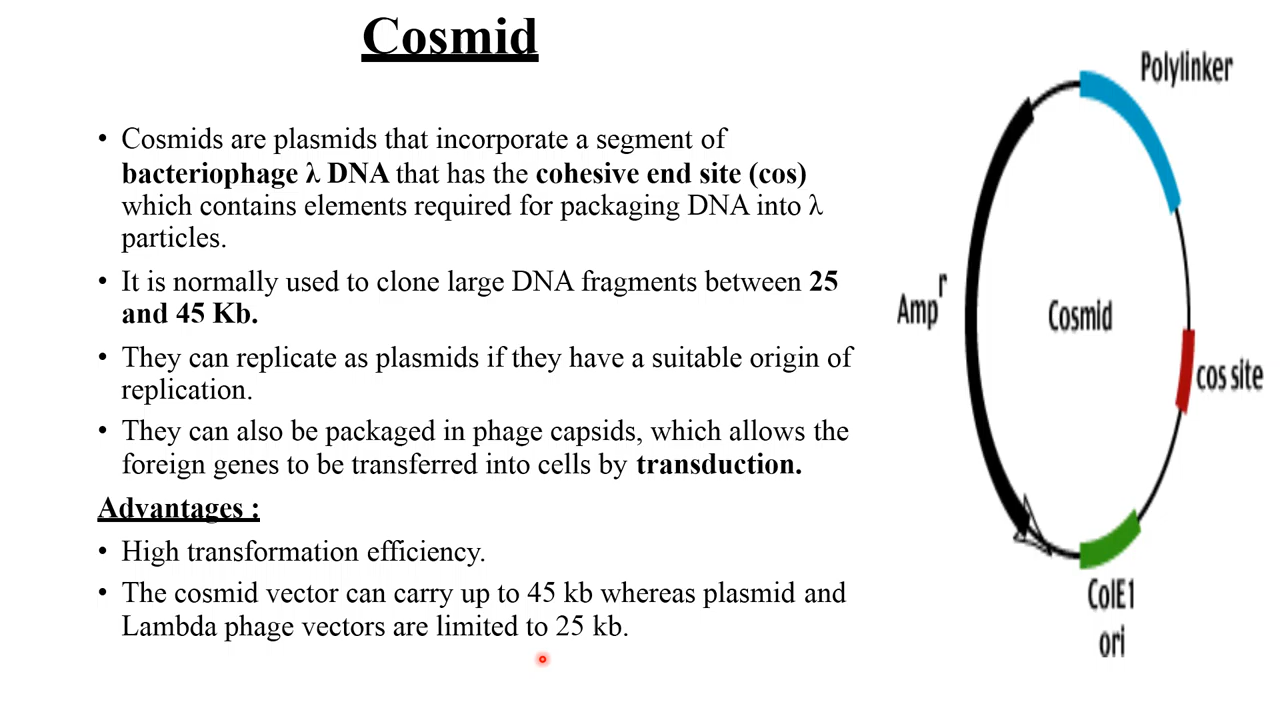 Cosmid
• Cosmids are plasmids that incorporate a segment of
bacteriophage λ DNA that has the cohesive end site (cos)
which contains elements required for packaging DNA into λ
particles.
• It is normally used to clone large DNA fragments between 25
and 45 Kb.
• They can replicate as plasmids if they have a suitable origin of
replication.
• They can also be packaged in phage capsids, which allows the
foreign genes to be transferred into cells by transduction.
Advantages :
• High transformation efficiency.
• The cosmid vector can carry up to 45 kb whereas plasmid and
Lambda phage vectors are limited to 25 kb.
Polylinker
Amp r
Cosmid
cos site
ColE1
ori